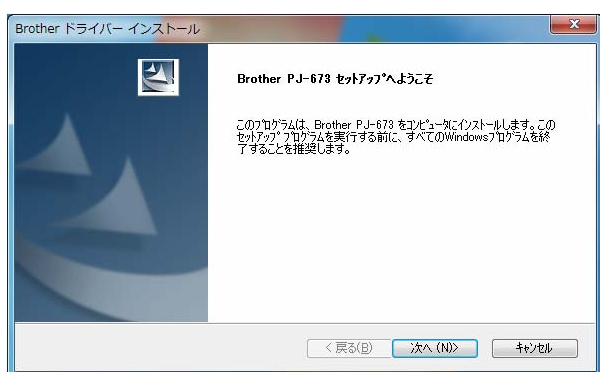 Brother ドライバー インストール
Brother PJ-673 ｾｯﾄｱｯﾌﾟへようこそ
このﾌﾟﾛｸﾞﾗﾑは、Brother PJ-673 をｺﾝﾋﾟｭｰﾀにｲﾝｽﾄｰﾙします。この
ｾｯﾄｱｯﾌﾟ ﾌﾟﾛｸﾞﾗﾑを実行する前に、すべてのWindowsﾌﾟﾛｸﾞﾗﾑを終
了することを推奨します。
< 戻る(B) 次へ (N)> ｷｬﾝｾﾙ